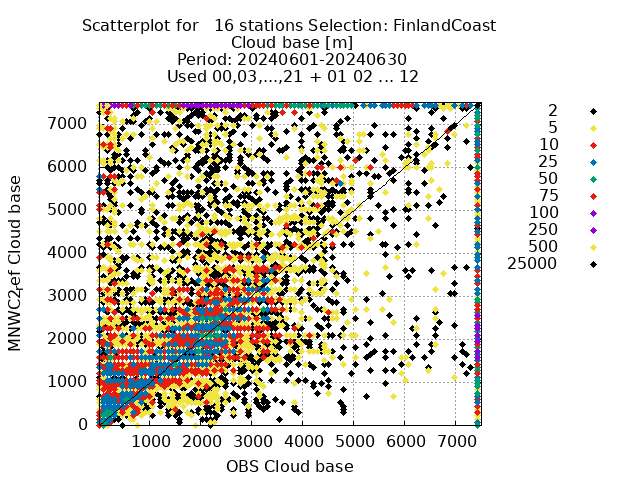 Scatterplot for   16 stations Selection: FinlandCoast
Cloud base [m]
Period: 20240601-20240630
Used 00,03,...,21 + 01 02 ... 12
MNWC2_ef Cloud base
7000
6000
5000
4000
3000
2000
1000
0
1000 2000 3000 4000 5000 6000 7000
OBS Cloud base
2
5
10
25
50
75
100
250
500
25000